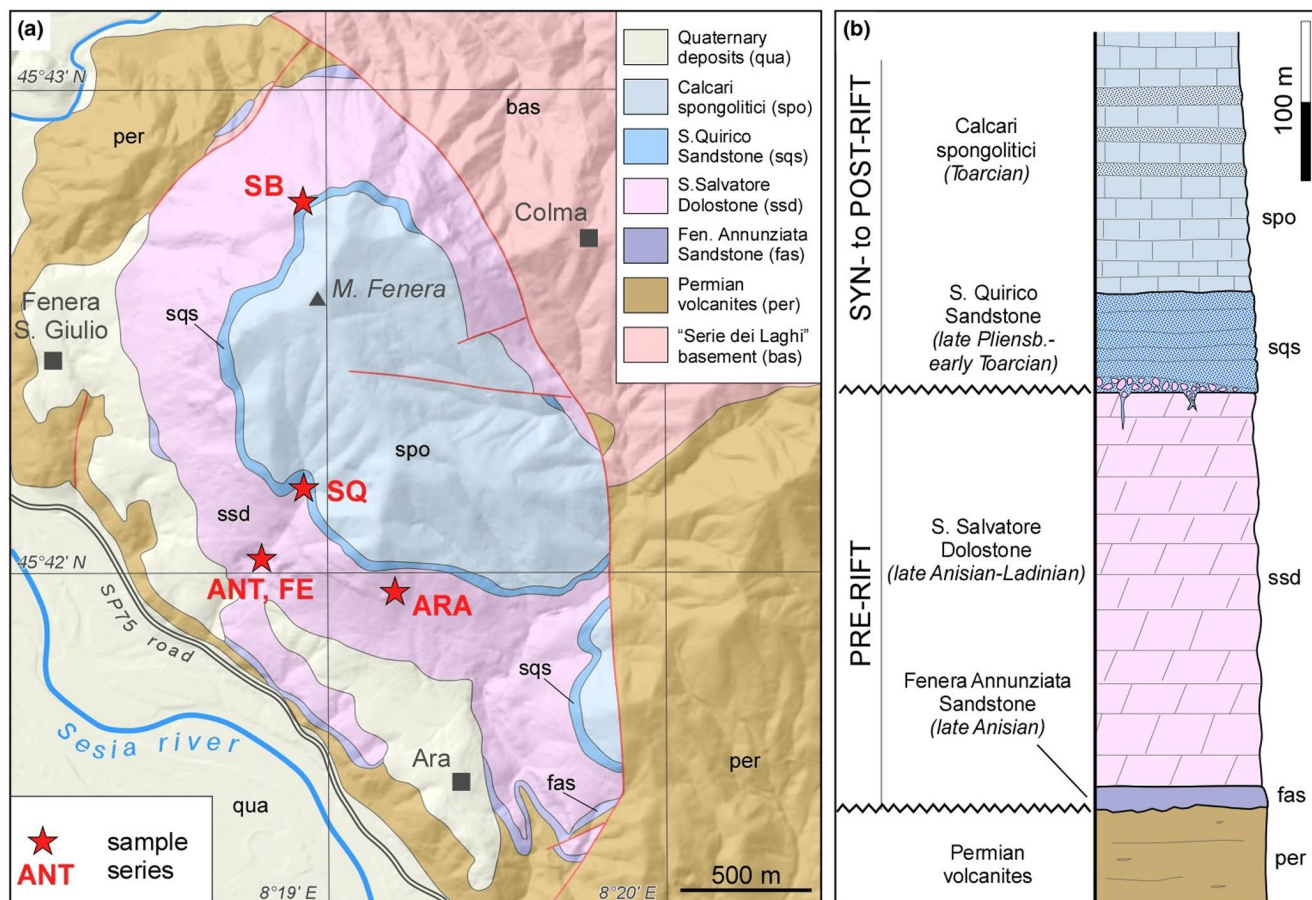 (a)
45°43' N
per
bas
SB
Colma
M. Fenera
Fenera
S. Giulio
sqs
spo
SQ
ssd
45°42' N
ANT, FE
ARA
SP75 road
sqs
Sesia river
Ara
fas
per
qua
ANT
sample
series
8°19' E
8°20' E
500 m
Quaternary
deposits (qua)
Calcari
spongolitici (spo)
S.Quirico
Sandstone (sqs)
S.Salvatore
Dolostone (ssd)
Fen. Annunziata
Sandstone (fas)
Permian
volcanites (per)
"Serie dei Laghi"
basement (bas)
(b)
100 m
SYN- to POST-RIFT
Calcari
spongolitici
(Toarcian)
spo
S. Quirico
Sandstone
(late Pliensb.-
early Toarcian)
sqs
PRE-RIFT
S. Salvatore
Dolostone
(late Anisian-Ladinian)
ssd
Fenera Annunziata
Sandstone
(late Anisian)
fas
Permian
volcanites
per